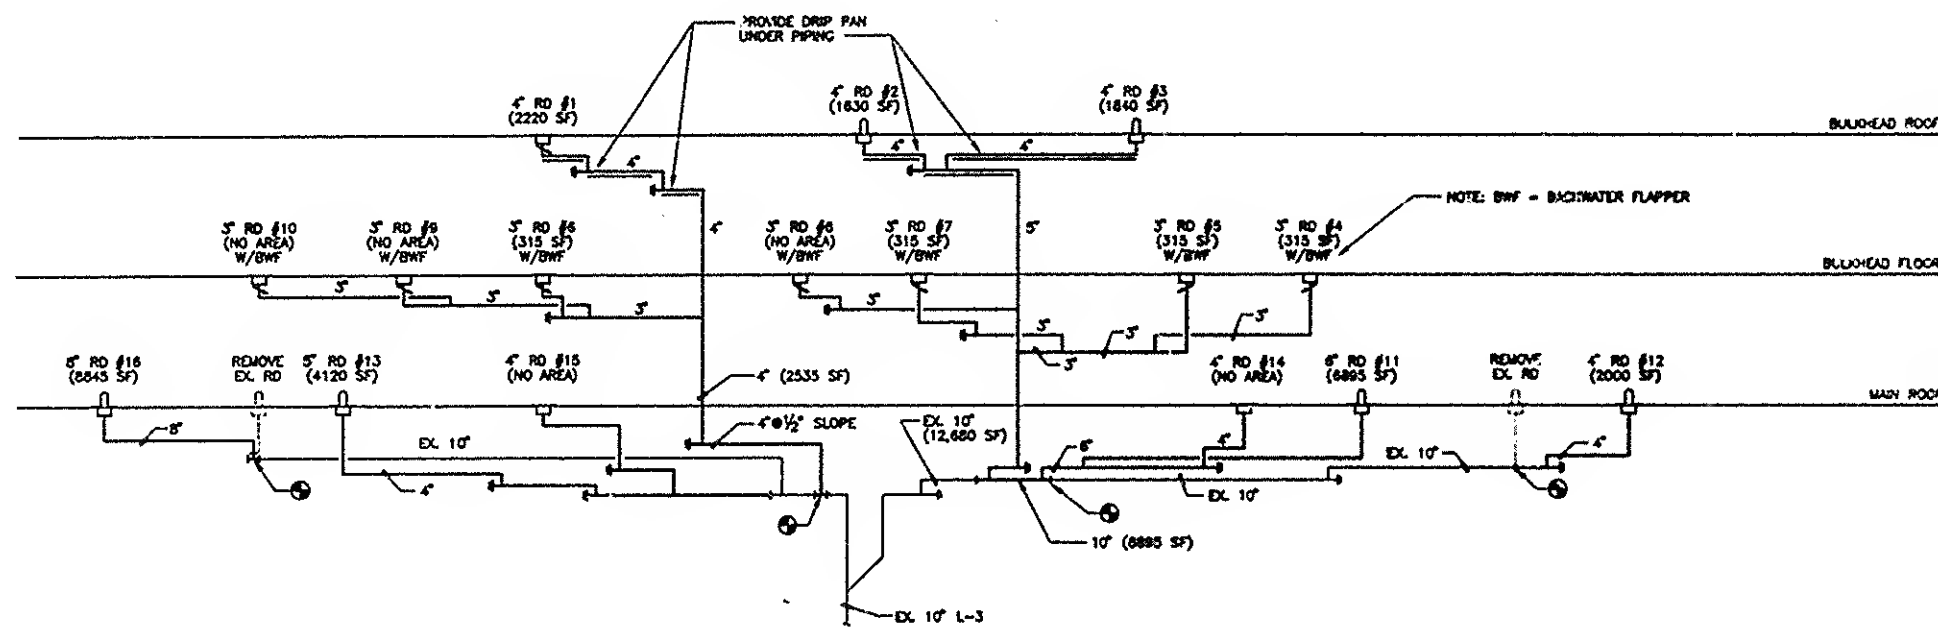 PROVIDE DRIP PAN
UNDER PIPING
4" RD #1
(2220 SF)
4" RD #2
(1630 SF)
4" RD #3
(1840 SF)
BULKHEAD ROOF
4"
4"
4"
NOTE: BWF = BACKWATER FLAPPER
3" RD #10
(NO AREA)
W/BWF
3" RD #9
(NO AREA)
W/BWF
3" RD #6
(315 SF)
W/BWF
4"
3" RD #8
(NO AREA)
W/BWF
3" RD #7
(315 SF)
W/BWF
5"
3" RD #5
(315 SF)
W/BWF
3" RD #4
(315 SF)
W/BWF
BULKHEAD FLOOR
3"
3"
3"
3"
3"
3"
3"
3"
8" RD #16
(8845 SF)
REMOVE
EX. RD
5" RD #13
(4120 SF)
4" RD #15
(NO AREA)
4" (2535 SF)
4" RD #14
(NO AREA)
6" RD #11
(6895 SF)
REMOVE
EX. RD
4" RD #12
(2000 SF)
MAIN ROOF
8"
EX. 10"
4" @ ½" SLOPE
EX. 10"
(12,680 SF)
6"
4"
EX. 10"
4"
4"
EX. 10"
10" (8895 SF)
EX. 10" L-3